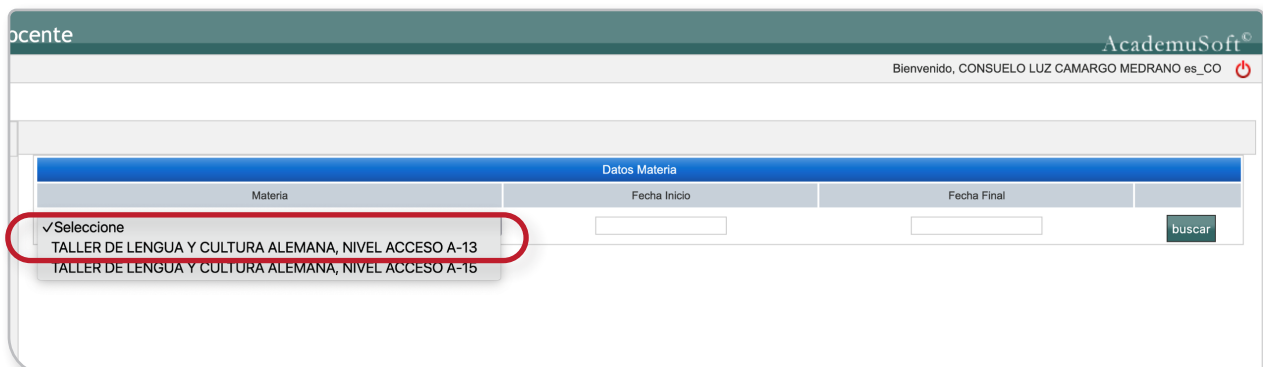 ocente
AcademuSoft©
Bienvenido, CONSUELO LUZ CAMARGO MEDRANO es_CO
Datos Materia
Materia Fecha Inicio Fecha Final
✓Seleccione
buscar
TALLER DE LENGUA Y CULTURA ALEMANA, NIVEL ACCESO A-13
TALLER DE LENGUA Y CULTURA ALEMANA, NIVEL ACCESO A-15